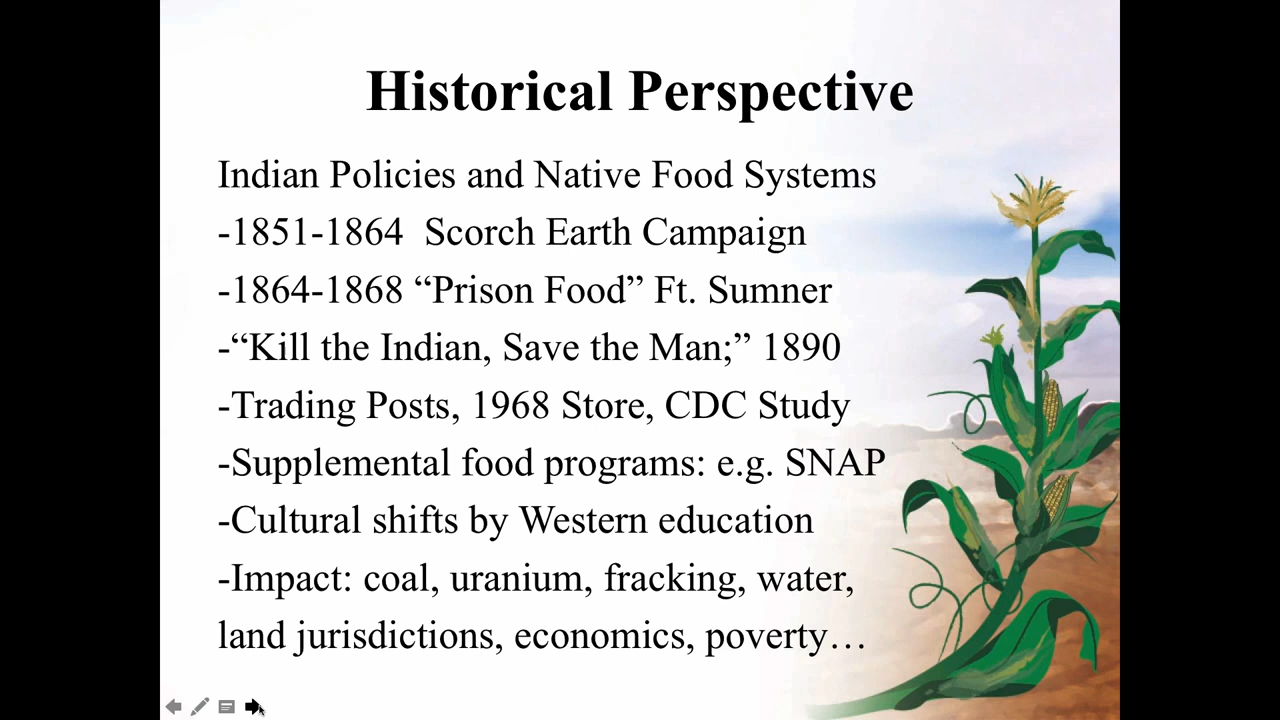 Historical Perspective
Indian Policies and Native Food Systems
-1851-1864  Scorch Earth Campaign
-1864-1868 “Prison Food” Ft. Sumner
-“Kill the Indian, Save the Man;” 1890
-Trading Posts, 1968 Store, CDC Study
-Supplemental food programs: e.g. SNAP
-Cultural shifts by Western education
-Impact: coal, uranium, fracking, water,
land jurisdictions, economics, poverty…